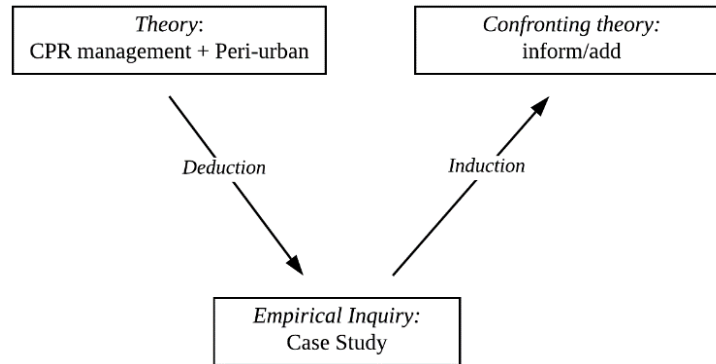 Theory:
CPR management + Peri-urban
Confronting theory:
inform/add
Deduction
Induction
Empirical Inquiry:
Case Study